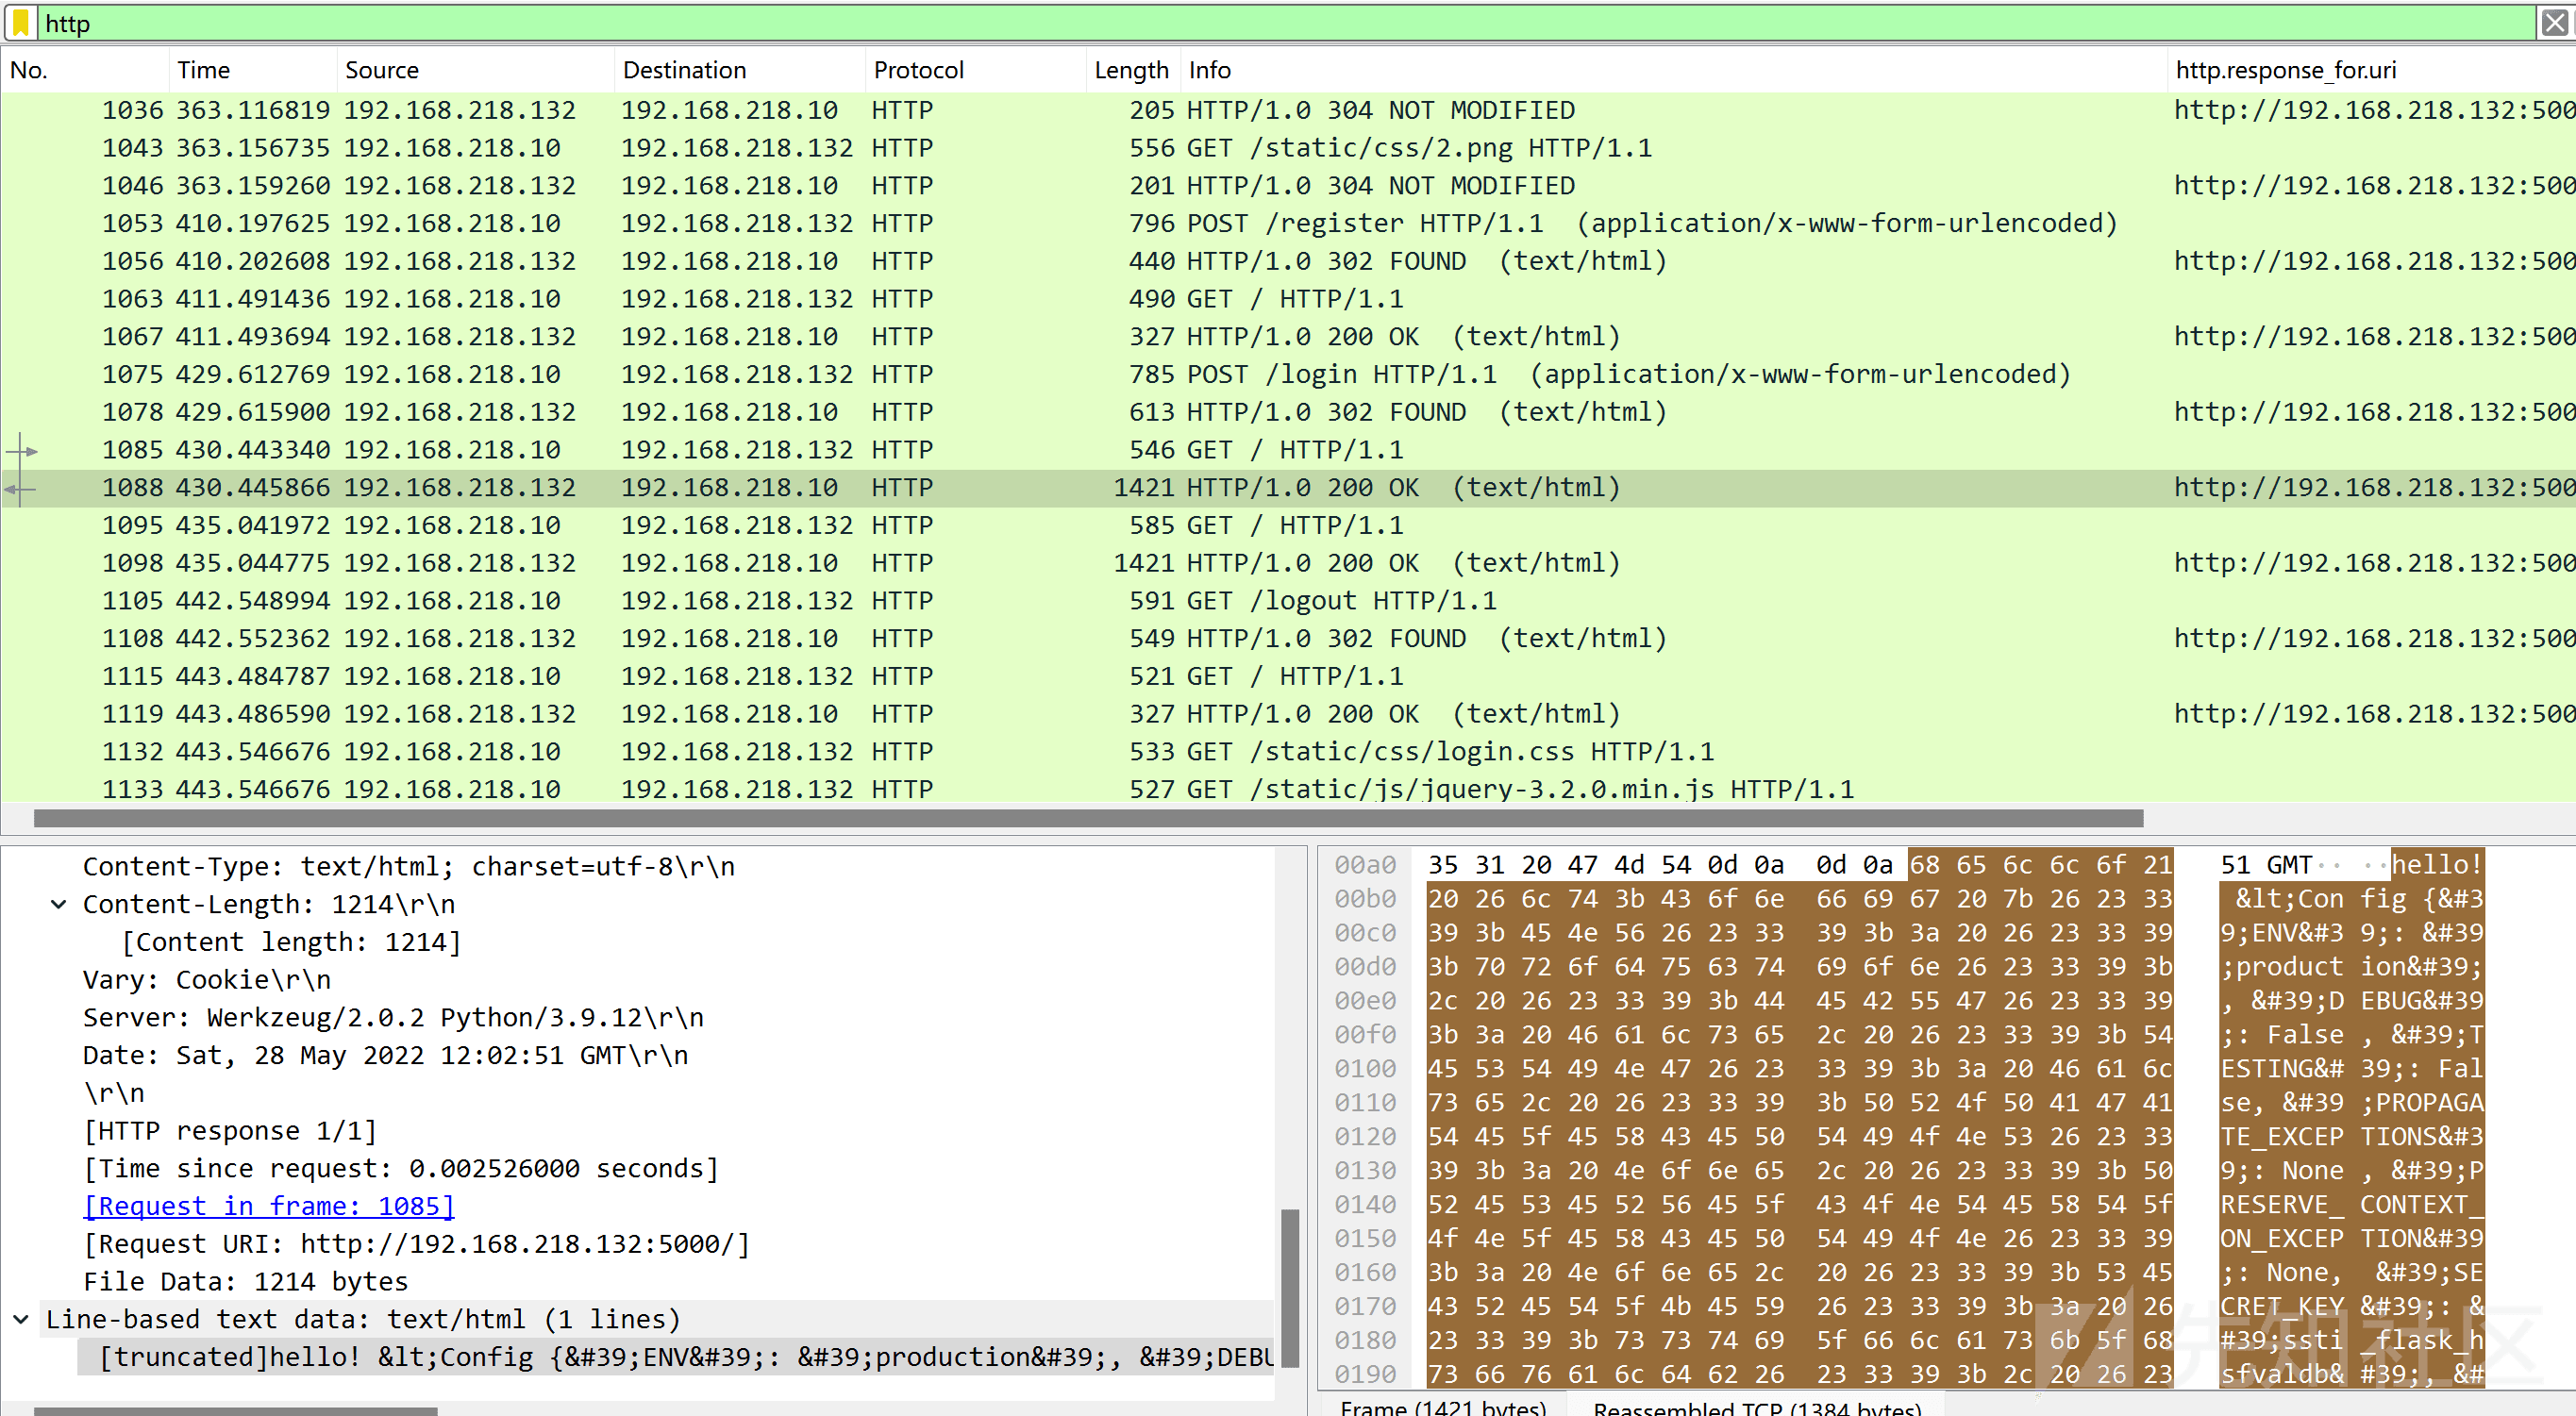 http
No. Time Source Destination Protocol Length Info http.response_for.uri
1036 363.116819 192.168.218.132 192.168.218.10 HTTP 205 HTTP/1.0 304 NOT MODIFIED http://192.168.218.132:500
1043 363.156735 192.168.218.10 192.168.218.132 HTTP 556 GET /static/css/2.png HTTP/1.1
1046 363.159260 192.168.218.132 192.168.218.10 HTTP 201 HTTP/1.0 304 NOT MODIFIED http://192.168.218.132:500
1053 410.197625 192.168.218.10 192.168.218.132 HTTP 796 POST /register HTTP/1.1 (application/x-www-form-urlencoded)
1056 410.202608 192.168.218.132 192.168.218.10 HTTP 440 HTTP/1.0 302 FOUND (text/html) http://192.168.218.132:500
1063 411.491436 192.168.218.10 192.168.218.132 HTTP 490 GET / HTTP/1.1
1067 411.493694 192.168.218.132 192.168.218.10 HTTP 327 HTTP/1.0 200 OK (text/html) http://192.168.218.132:500
1075 429.612769 192.168.218.10 192.168.218.132 HTTP 785 POST /login HTTP/1.1 (application/x-www-form-urlencoded)
1078 429.615900 192.168.218.132 192.168.218.10 HTTP 613 HTTP/1.0 302 FOUND (text/html) http://192.168.218.132:500
1085 430.443340 192.168.218.10 192.168.218.132 HTTP 546 GET / HTTP/1.1
1088 430.445866 192.168.218.132 192.168.218.10 HTTP 1421 HTTP/1.0 200 OK (text/html) http://192.168.218.132:500
1095 435.041972 192.168.218.10 192.168.218.132 HTTP 585 GET / HTTP/1.1
1098 435.044775 192.168.218.132 192.168.218.10 HTTP 1421 HTTP/1.0 200 OK (text/html) http://192.168.218.132:500
1105 442.548994 192.168.218.10 192.168.218.132 HTTP 591 GET /logout HTTP/1.1
1108 442.552362 192.168.218.132 192.168.218.10 HTTP 549 HTTP/1.0 302 FOUND (text/html) http://192.168.218.132:500
1115 443.484787 192.168.218.10 192.168.218.132 HTTP 521 GET / HTTP/1.1
1119 443.486590 192.168.218.132 192.168.218.10 HTTP 327 HTTP/1.0 200 OK (text/html) http://192.168.218.132:500
1132 443.546676 192.168.218.10 192.168.218.132 HTTP 533 GET /static/css/login.css HTTP/1.1
1133 443.546676 192.168.218.10 192.168.218.132 HTTP 527 GET /static/js/jquery-3.2.0.min.js HTTP/1.1
Content-Type: text/html; charset=utf-8\r\n
Content-Length: 1214\r\n
[Content length: 1214]
Vary: Cookie\r\n
Server: Werkzeug/2.0.2 Python/3.9.12\r\n
Date: Sat, 28 May 2022 12:02:51 GMT\r\n
\r\n
[HTTP response 1/1]
[Time since request: 0.002526000 seconds]
[Request in frame: 1085]
[Request URI: http://192.168.218.132:5000/]
File Data: 1214 bytes
Line-based text data: text/html (1 lines)
[truncated]hello! &lt;Config {&#39;ENV&#39;: &#39;production&#39;, &#39;DEBU
00a0 35 31 20 47 4d 54 0d 0a 0d 0a 68 65 6c 6c 6f 21 51 GMT·· ··hello!
00b0 20 26 6c 74 3b 43 6f 6e 66 69 67 20 7b 26 23 33 &lt;Con fig {&#3
00c0 39 3b 45 4e 56 26 23 33 39 3b 3a 20 26 23 33 39 9;ENV&#3 9;: &#39
00d0 3b 70 72 6f 64 75 63 74 69 6f 6e 26 23 33 39 3b ;product ion&#39;
00e0 2c 20 26 23 33 39 3b 44 45 42 55 47 26 23 33 39 , &#39;D EBUG&#39
00f0 3b 3a 20 46 61 6c 73 65 2c 20 26 23 33 39 3b 54 ;: False , &#39;T
0100 45 53 54 49 4e 47 26 23 33 39 3b 3a 20 46 61 6c ESTING&# 39;: Fal
0110 73 65 2c 20 26 23 33 39 3b 50 52 4f 50 41 47 41 se, &#39 ;PROPAGA
0120 54 45 5f 45 58 43 45 50 54 49 4f 4e 53 26 23 33 TE_EXCEP TIONS&#3
0130 39 3b 3a 20 4e 6f 6e 65 2c 20 26 23 33 39 3b 50 9;: None , &#39;P
0140 52 45 53 45 52 56 45 5f 43 4f 4e 54 45 58 54 5f RESERVE_ CONTEXT_
0150 4f 4e 5f 45 58 43 45 50 54 49 4f 4e 26 23 33 39 ON_EXCEP TION&#39
0160 3b 3a 20 4e 6f 6e 65 2c 20 26 23 33 39 3b 53 45 ;: None, &#39;SE
0170 43 52 45 54 5f 4b 45 59 26 23 33 39 3b 3a 20 26 CRET_KEY &#39;: &
0180 23 33 39 3b 73 73 74 69 5f 66 6c 61 73 6b 5f 68 #39;ssti _flask_h
0190 73 66 76 61 6c 64 62 26 23 33 39 3b 2c 20 26 23 sfvaldb& #39;, &#
先知社区
Frame (1421 bytes) Reassembled TCP (1384 bytes)